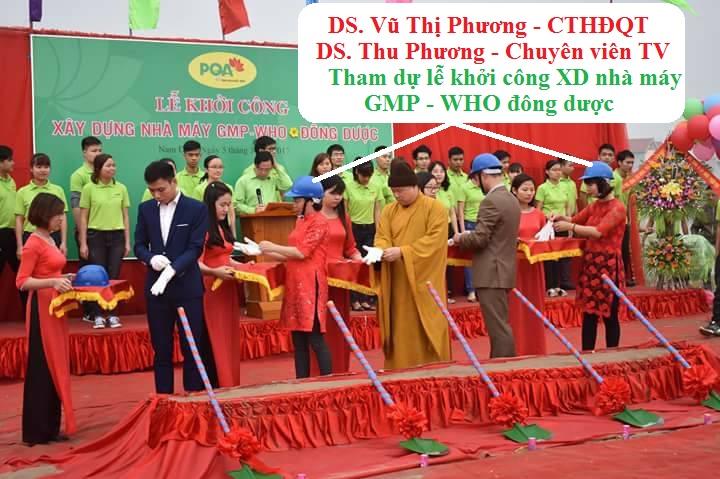 DS. Vũ Thị Phương - CTHĐQT
DS. Thu Phương - Chuyên viên TV
Tham dự lễ khởi công XD nhà máy
GMP - WHO đông dược
PQA
LỄ KHỞI CÔNG
XÂY DỰNG NHÀ MÁY GMP-WHO ĐÔNG DƯỢC